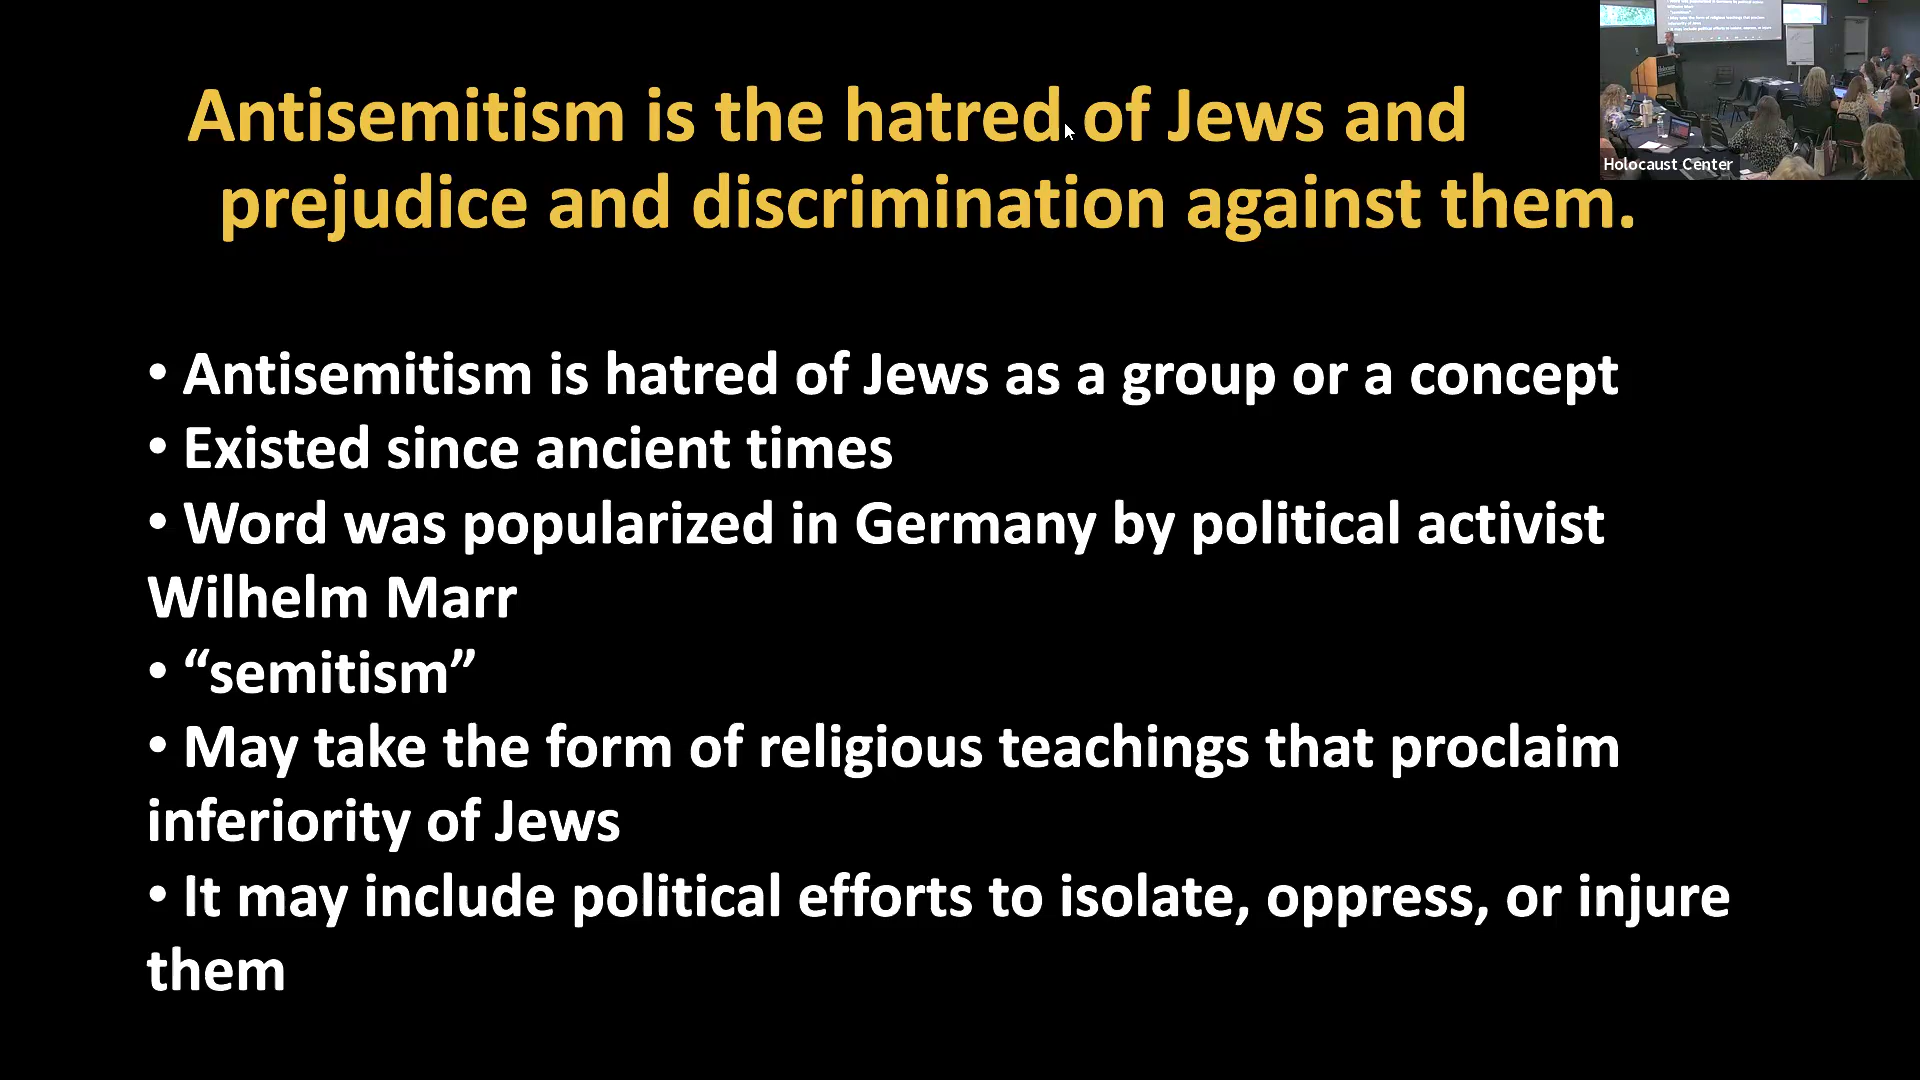 Antisemitism is the hatred of Jews and
prejudice and discrimination against them.
• Antisemitism is hatred of Jews as a group or a concept
• Existed since ancient times
• Word was popularized in Germany by political activist
Wilhelm Marr
• “semitism”
• May take the form of religious teachings that proclaim
inferiority of Jews
• It may include political efforts to isolate, oppress, or injure
them
Holocaust Center